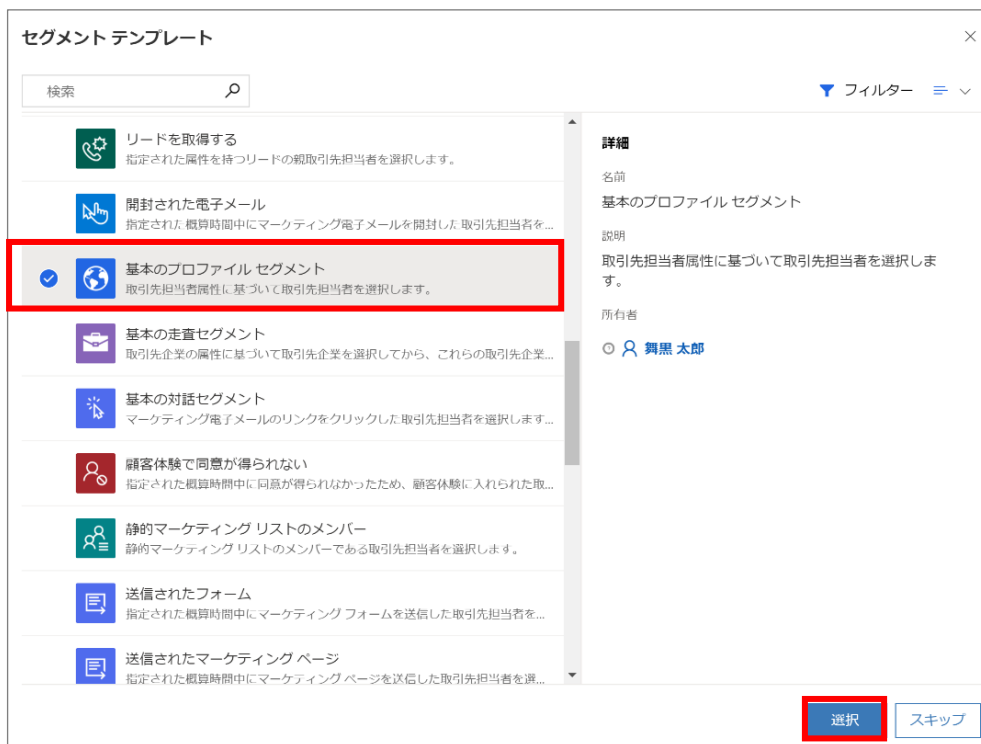 セグメント テンプレート
検索
フィルター
リードを取得する
指定された属性を持つリードの親取引先担当者を選択します。
開封された電子メール
指定された概算時間中にマーケティング電子メールを開封した取引先担当者を...
基本のプロファイル セグメント
取引先担当者属性に基づいて取引先担当者を選択します。
基本の走査セグメント
取引先企業の属性に基づいて取引先企業を選択してから、これらの取引先企業...
基本の対話セグメント
マーケティング電子メールのリンクをクリックした取引先担当者を選択します...
顧客体験で同意が得られない
指定された概算時間中に同意が得られなかったため、顧客体験に入れられた取...
静的マーケティング リストのメンバー
静的マーケティング リストのメンバーである取引先担当者を選択します。
送信されたフォーム
指定された概算時間中にマーケティング フォームを送信した取引先担当者を...
送信されたマーケティング ページ
指定された概算時間中にマーケティング ページを送信した取引先担当者を選...
詳細
名前
基本のプロファイル セグメント
説明
取引先担当者属性に基づいて取引先担当者を選択しま
す。
所有者
舞黒 太郎
選択
スキップ